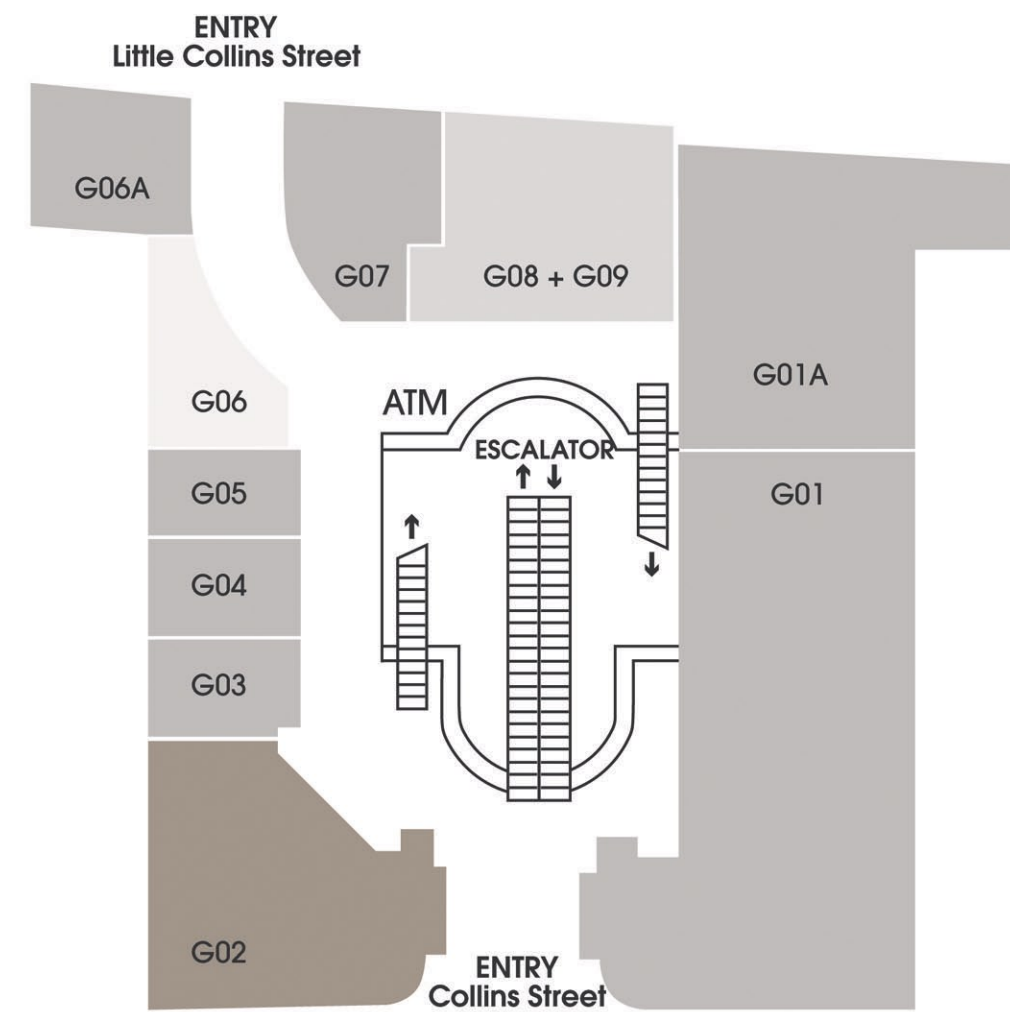 ENTRY
Little Collins Street
G06A
G07
G08 + G09
G01A
G06
ATM
ESCALATOR
G05
G01
G04
G03
G02
ENTRY
Collins Street